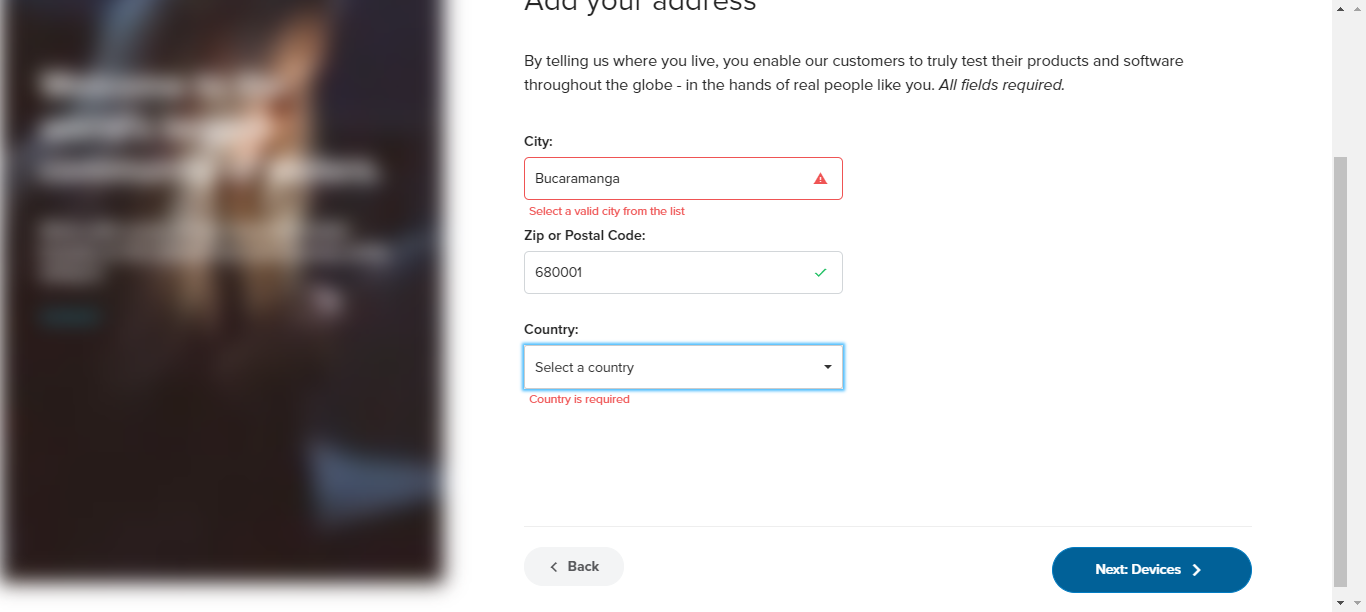 Add your address
By telling us where you live, you enable our customers to truly test their products and software
throughout the globe - in the hands of real people like you. All fields required.
City:
Bucaramanga
Select a valid city from the list
Zip or Postal Code:
680001
Country:
Select a country
Country is required
Back
Next: Devices